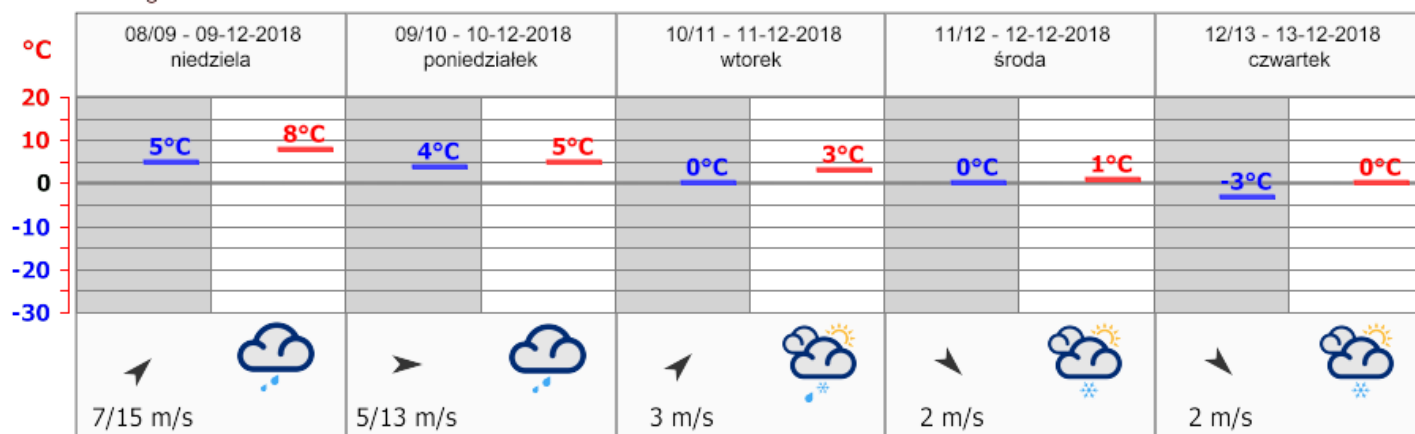 °C
08/09 - 09-12-2018
niedziela
09/10 - 10-12-2018
poniedziałek
10/11 - 11-12-2018
wtorek
11/12 - 12-12-2018
środa
12/13 - 13-12-2018
czwartek
20
10
0
-10
-20
-30
5°C
8°C
4°C
5°C
0°C
3°C
0°C
1°C
-3°C
0°C
7/15 m/s
5/13 m/s
3 m/s
2 m/s
2 m/s